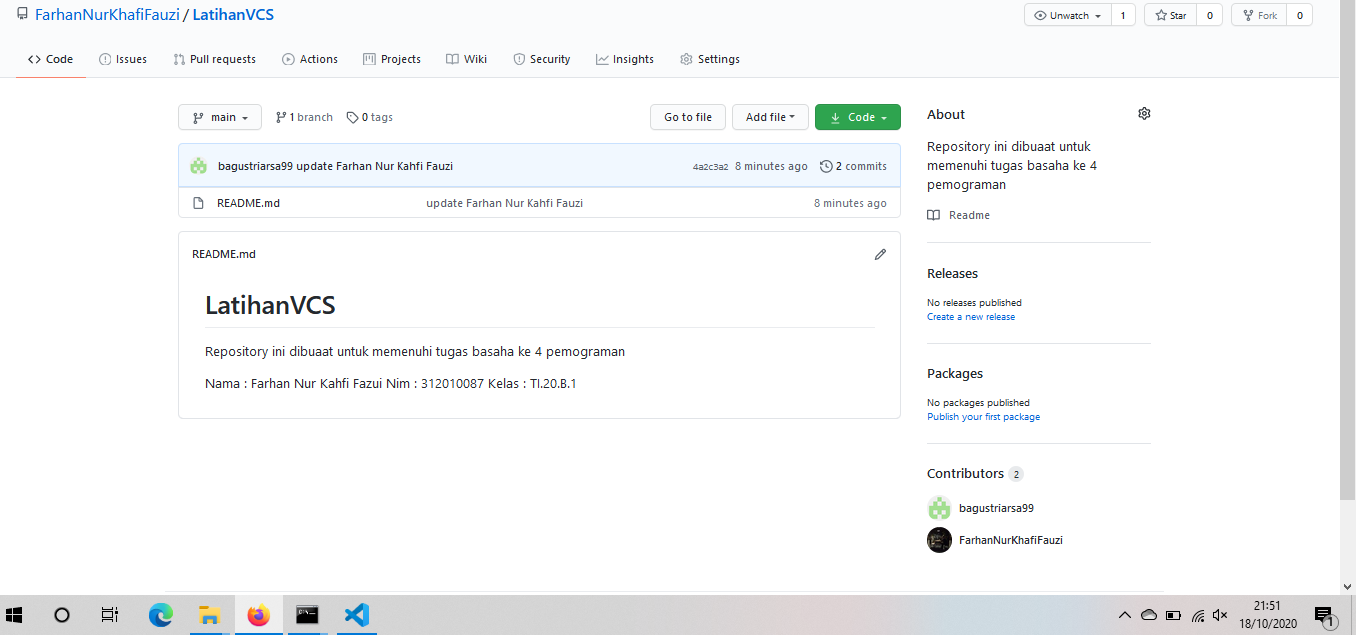 FarhanNurKhafiFauzi / LatihanVCS
Unwatch 1 Star 0 Fork 0
Code Issues Pull requests Actions Projects Wiki Security Insights Settings
main 1 branch 0 tags Go to file Add file Code
bagustriarsa99 update Farhan Nur Kahfi Fauzi 4a2c3a2 8 minutes ago 2 commits
README.md update Farhan Nur Kahfi Fauzi 8 minutes ago
README.md
LatihanVCS
Repository ini dibuaat untuk memenuhi tugas basaha ke 4 pemograman
Nama : Farhan Nur Kahfi Fazui Nim : 312010087 Kelas : TI.20.B.1
About
Repository ini dibuaat untuk
memenuhi tugas basaha ke 4
pemograman
Readme
Releases
No releases published
Create a new release
Packages
No packages published
Publish your first package
Contributors 2
bagustriarsa99
FarhanNurKhafiFauzi
21:51
18/10/2020
1